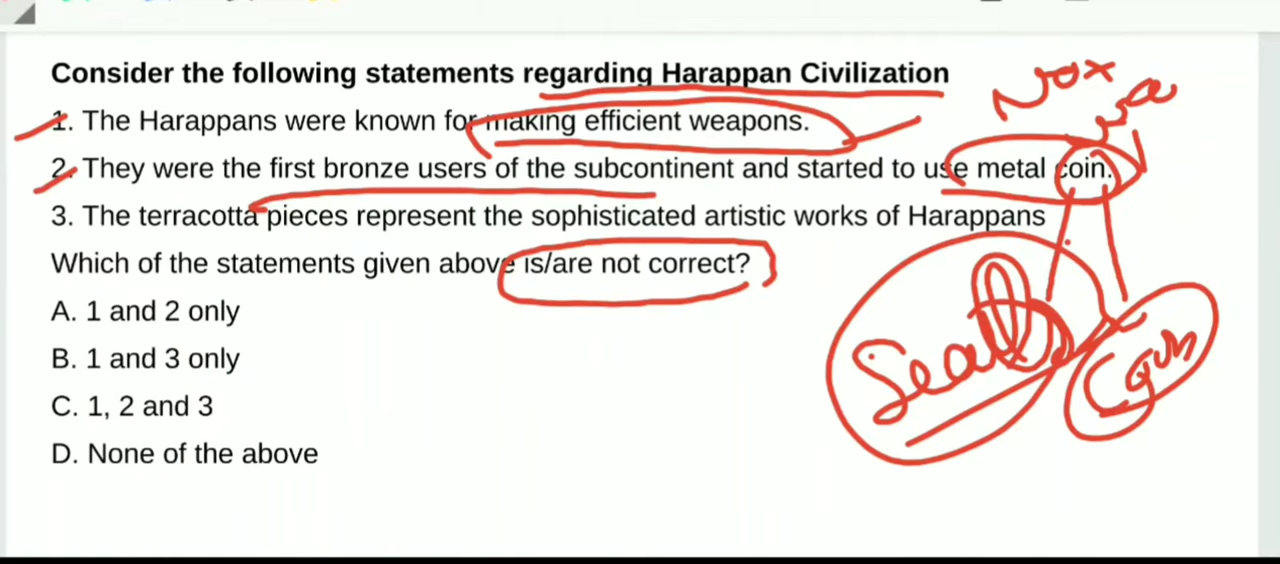 Consider the following statements regarding Harappan Civilization
1. The Harappans were known for making efficient weapons.
2. They were the first bronze users of the subcontinent and started to use metal coin.
3. The terracotta pieces represent the sophisticated artistic works of Harappans
Which of the statements given above is/are not correct?
A. 1 and 2 only
B. 1 and 3 only
C. 1, 2 and 3
D. None of the above